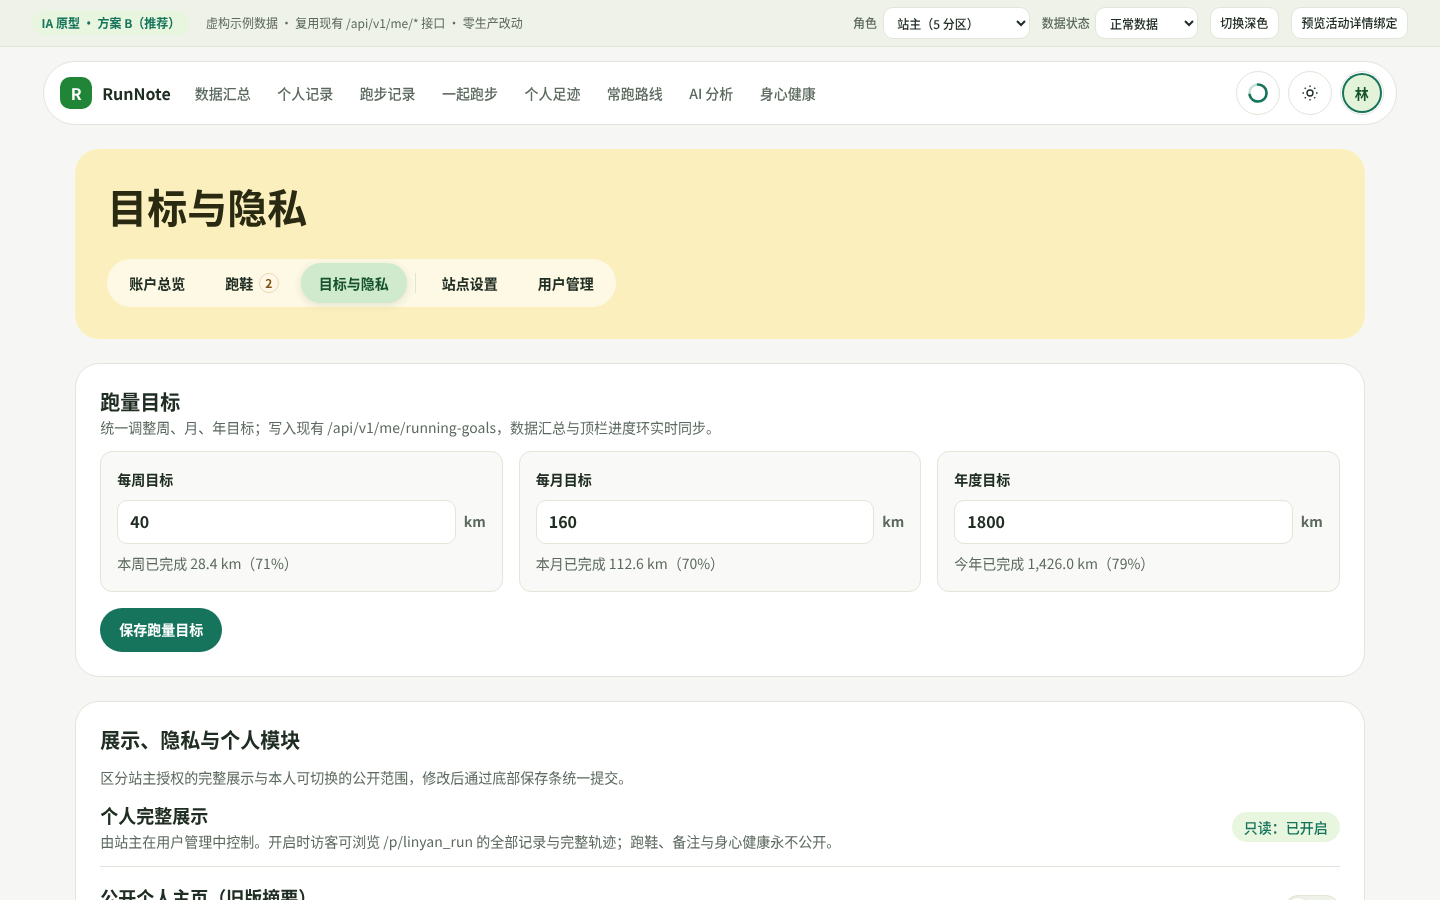 IA 原型 · 方案 B（推荐） 虚构示例数据 · 复用现有 /api/v1/me/* 接口 · 零生产改动 角色 站主（5 分区） 数据状态 正常数据 切换深色 预览活动详情绑定
R RunNote 数据汇总 个人记录 跑步记录 一起跑步 个人足迹 常跑路线 AI 分析 身心健康 林
目标与隐私
账户总览 跑鞋 2 目标与隐私 站点设置 用户管理
跑量目标
统一调整周、月、年目标；写入现有 /api/v1/me/running-goals，数据汇总与顶栏进度环实时同步。
每周目标 每月目标 年度目标
40 km 160 km 1800 km
本周已完成 28.4 km（71%） 本月已完成 112.6 km（70%） 今年已完成 1,426.0 km（79%）
保存跑量目标
展示、隐私与个人模块
区分站主授权的完整展示与本人可切换的公开范围，修改后通过底部保存条统一提交。
个人完整展示
由站主在用户管理中控制。开启时访客可浏览 /p/linyan_run 的全部记录与完整轨迹；跑鞋、备注与身心健康永不公开。 只读：已开启
公开个人主页（旧版摘要）